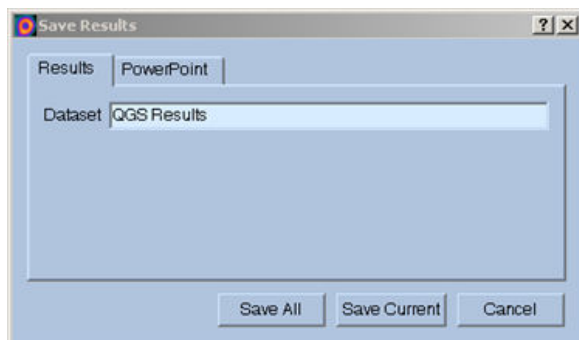 Save Results
Results PowerPoint
Dataset QGS Results
Save All Save Current Cancel